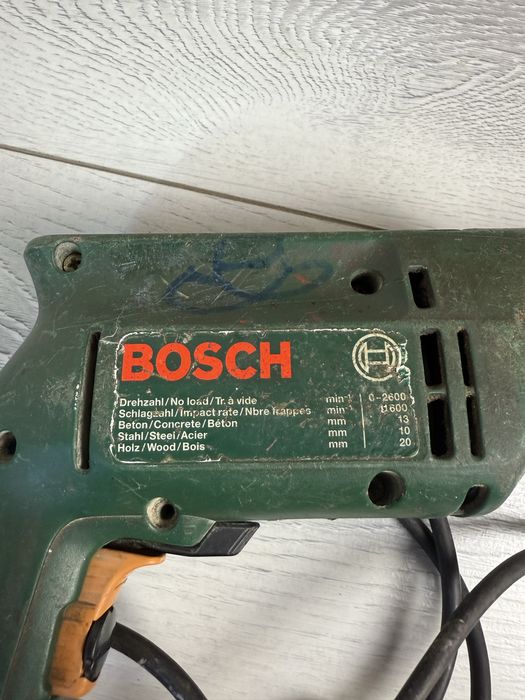 BOSCH
Drehzahl/No load/Tr. à vide min⁻¹ 0-2600
Schlagzahl/Impact rate/Nbre frappes min⁻¹ 41600
Beton/Concrete/Béton mm 13
Stahl/Steel/Acier mm 10
Holz/Wood/Bois mm 20